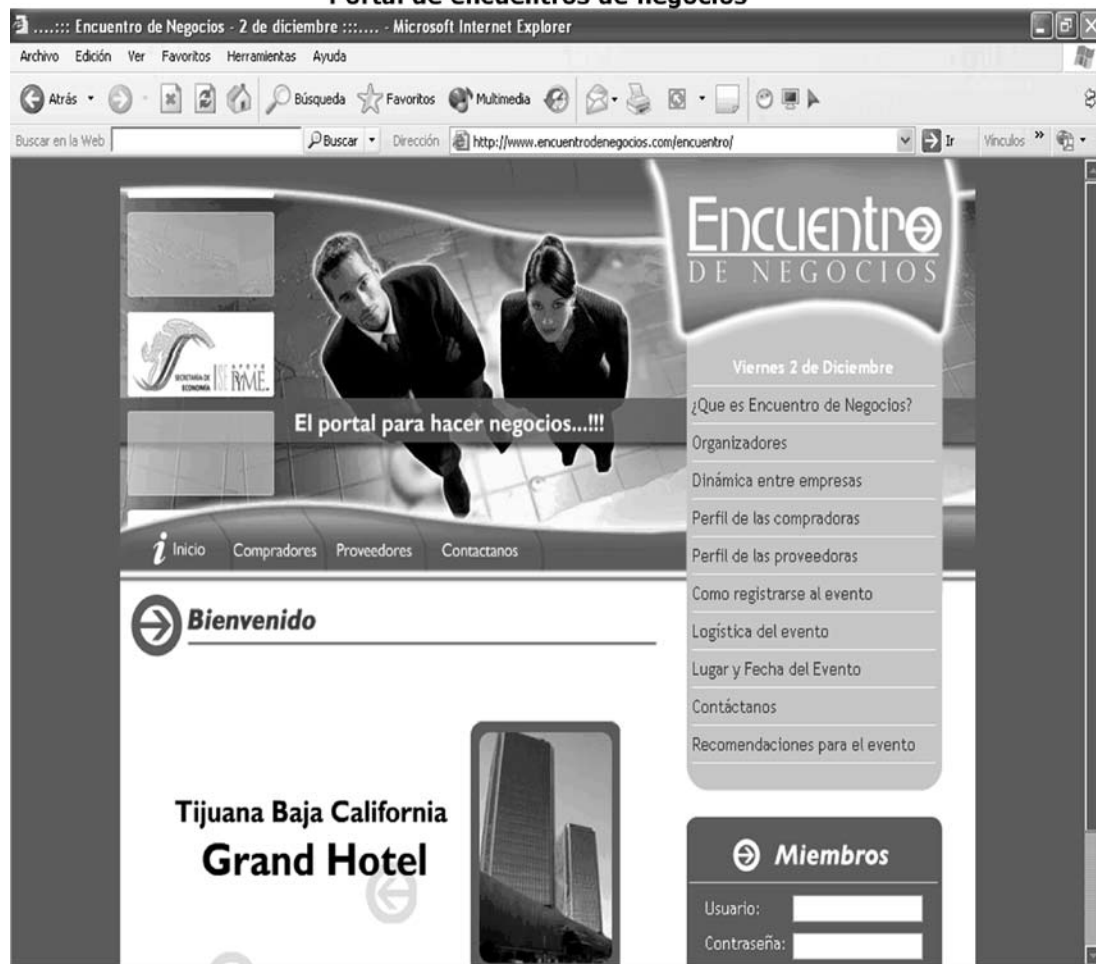 Portal de encuentros de negocios
....::: Encuentro de Negocios - 2 de diciembre :::.... - Microsoft Internet Explorer
Archivo Edición Ver Favoritos Herramientas Ayuda
Atrás Búsqueda Favoritos Multimedia
Buscar en la Web Buscar Dirección http://www.encuentrodenegocios.com/encuentro/ Ir Vínculos »
Encuentro
DE NEGOCIOS
SECRETARÍA DE
ECONOMÍA
SE
APOYO
PYME.
El portal para hacer negocios...!!!
i Inicio Compradores Proveedores Contactanos
Viernes 2 de Diciembre
¿Que es Encuentro de Negocios?
Organizadores
Dinámica entre empresas
Perfil de las compradoras
Perfil de las proveedoras
Como registrarse al evento
Logística del evento
Lugar y Fecha del Evento
Contáctanos
Recomendaciones para el evento
Bienvenido
Tijuana Baja California
Grand Hotel
Miembros
Usuario:
Contraseña: